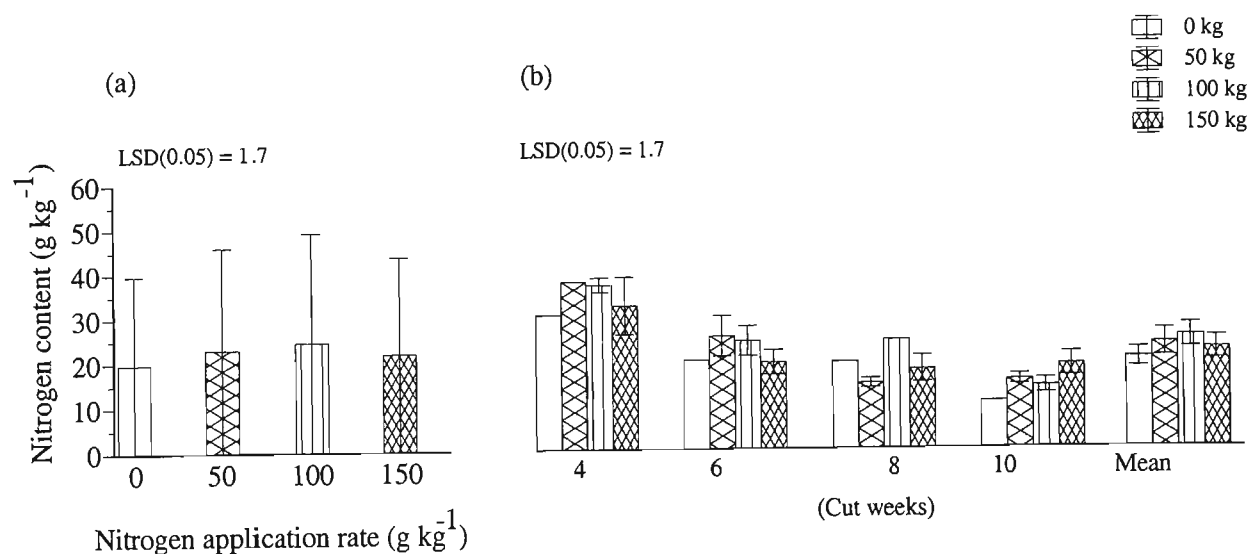 0 kg
50 kg
100 kg
150 kg
(a)
(b)
LSD(0.05) = 1.7
LSD(0.05) = 1.7
Nitrogen content (g kg-1)
60
50
40
30
20
10
0
0 50 100 150
Nitrogen application rate (g kg-1)
4 6 8 10 Mean
(Cut weeks)